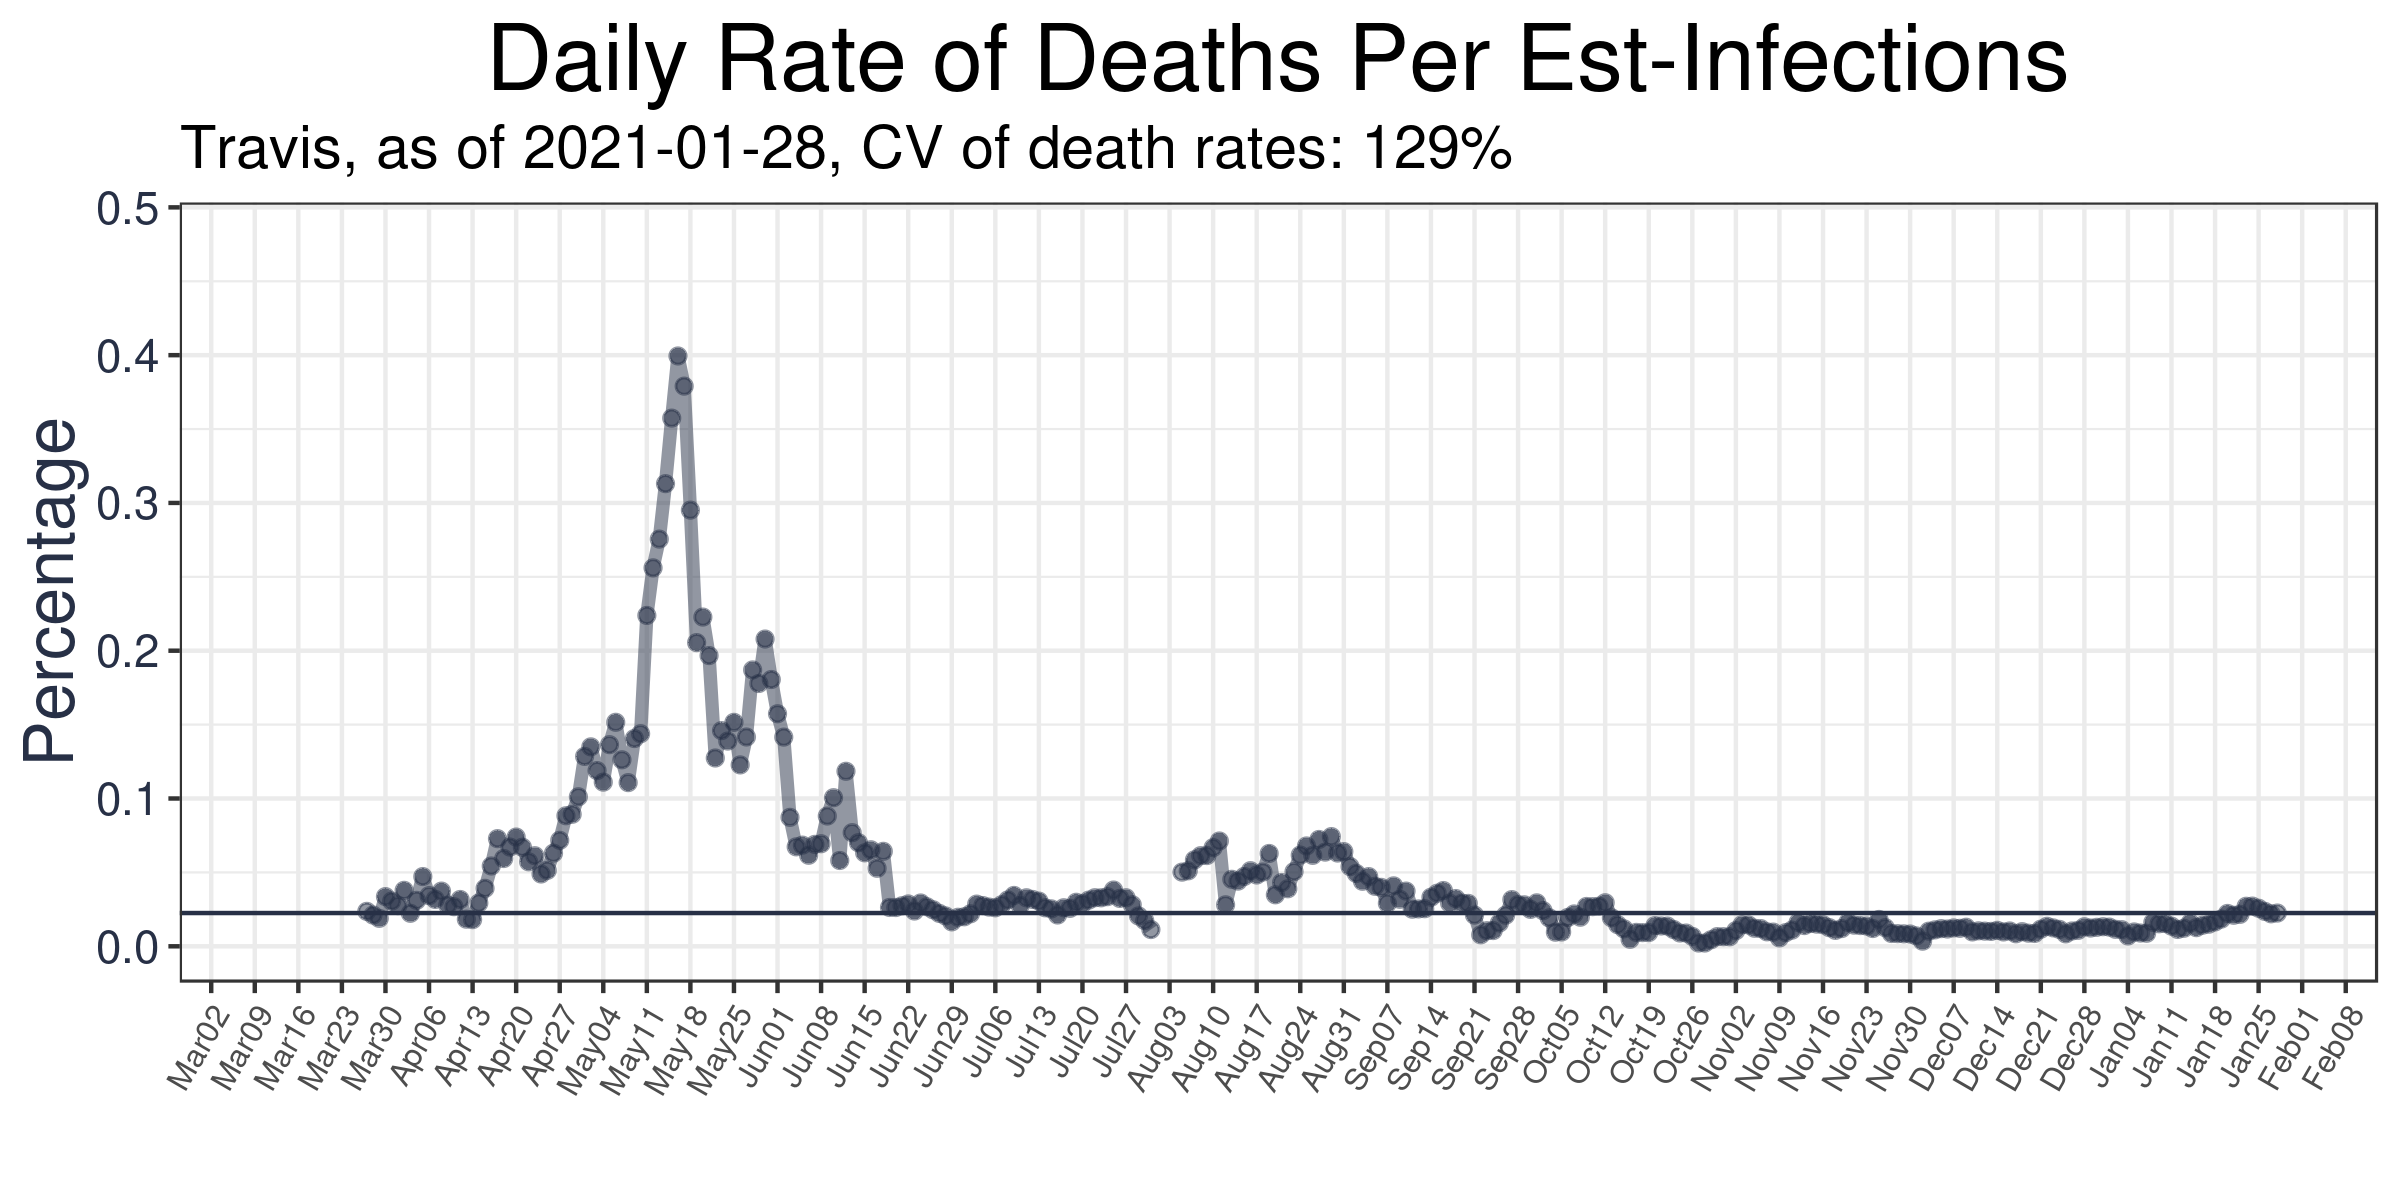 Daily Rate of Deaths Per Est-Infections
Travis, as of 2021-01-28, CV of death rates: 129%
Percentage
0.5
0.4
0.3
0.2
0.1
0.0
Mar02 Mar09 Mar16 Mar23 Mar30 Apr06 Apr13 Apr20 Apr27 May04 May11 May18 May25 Jun01 Jun08 Jun15 Jun22 Jun29 Jul06 Jul13 Jul20 Jul27 Aug03 Aug10 Aug17 Aug24 Aug31 Sep07 Sep14 Sep21 Sep28 Oct05 Oct12 Oct19 Oct26 Nov02 Nov09 Nov16 Nov23 Nov30 Dec07 Dec14 Dec21 Dec28 Jan04 Jan11 Jan18 Jan25 Feb01 Feb08